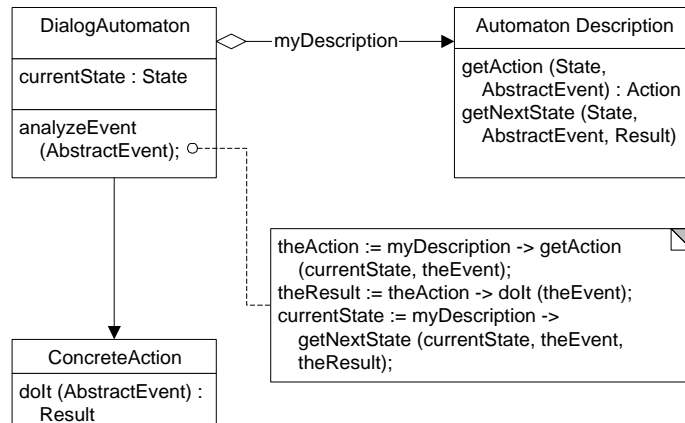 DialogAutomaton
currentState : State
analyzeEvent
(AbstractEvent);
myDescription
Automaton Description
getAction (State,
AbstractEvent) : Action
getNextState (State,
AbstractEvent, Result)
theAction := myDescription -> getAction
(currentState, theEvent);
theResult := theAction -> doIt (theEvent);
currentState := myDescription ->
getNextState (currentState, theEvent,
theResult);
ConcreteAction
doIt (AbstractEvent) :
Result